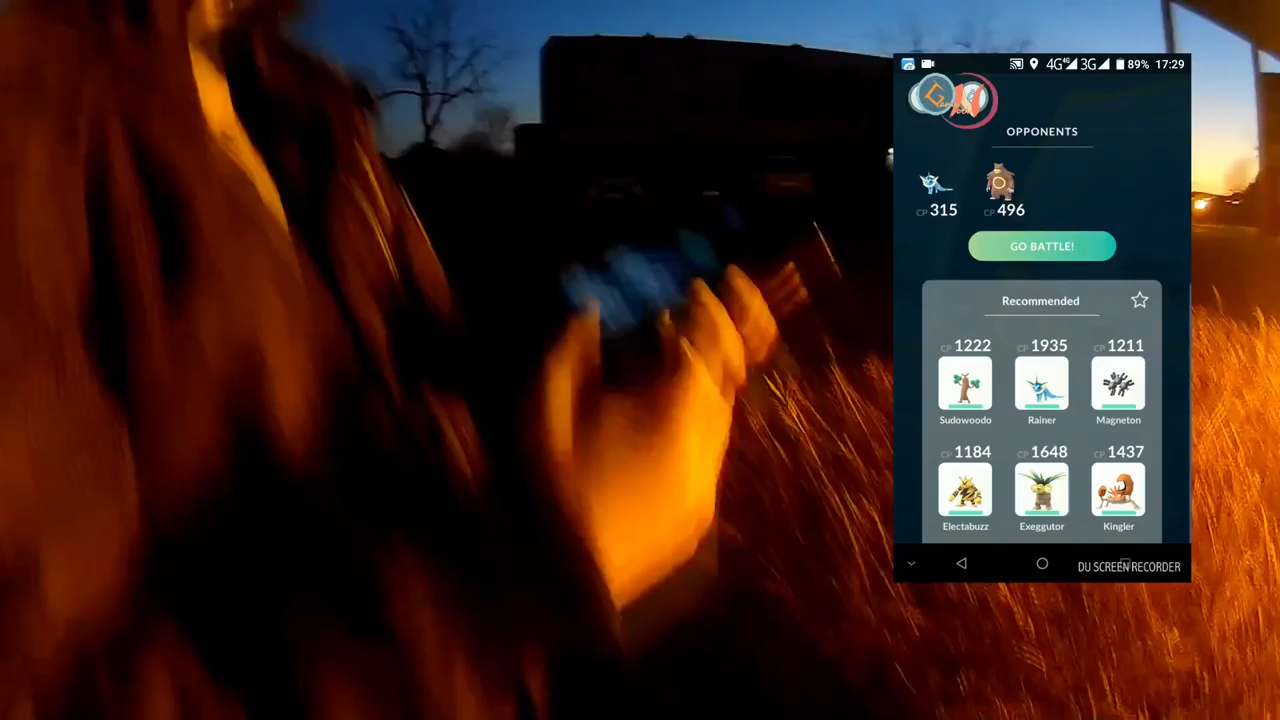 4G 4G 3G 89% 17:29
OPPONENTS
CP 315 CP 496
GO BATTLE!
Recommended
CP 1222 CP 1935 CP 1211
Sudowoodo Rainer Magneton
CP 1184 CP 1648 CP 1437
Electabuzz Exeggutor Kingler
DU SCREEN RECORDER